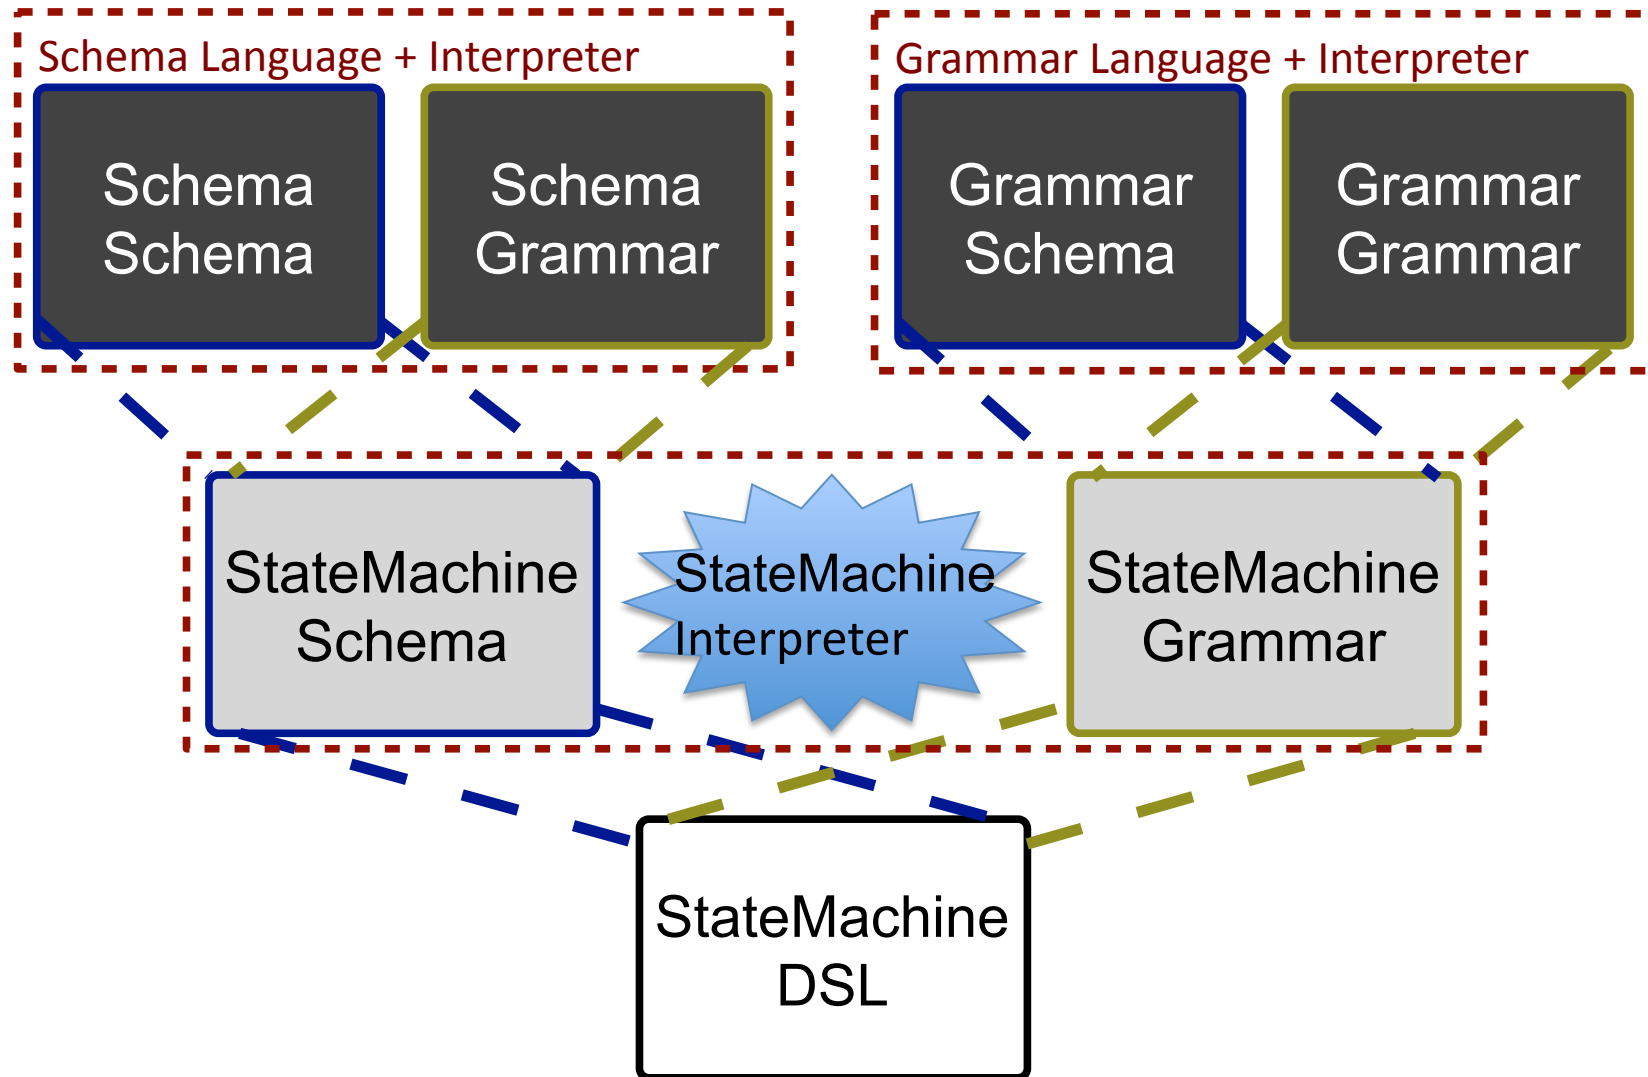 Schema Language + Interpreter
Grammar Language + Interpreter
Schema
Schema
Schema
Grammar
Grammar
Schema
Grammar
Grammar
StateMachine
Schema
StateMachine
Interpreter
StateMachine
Grammar
StateMachine
DSL